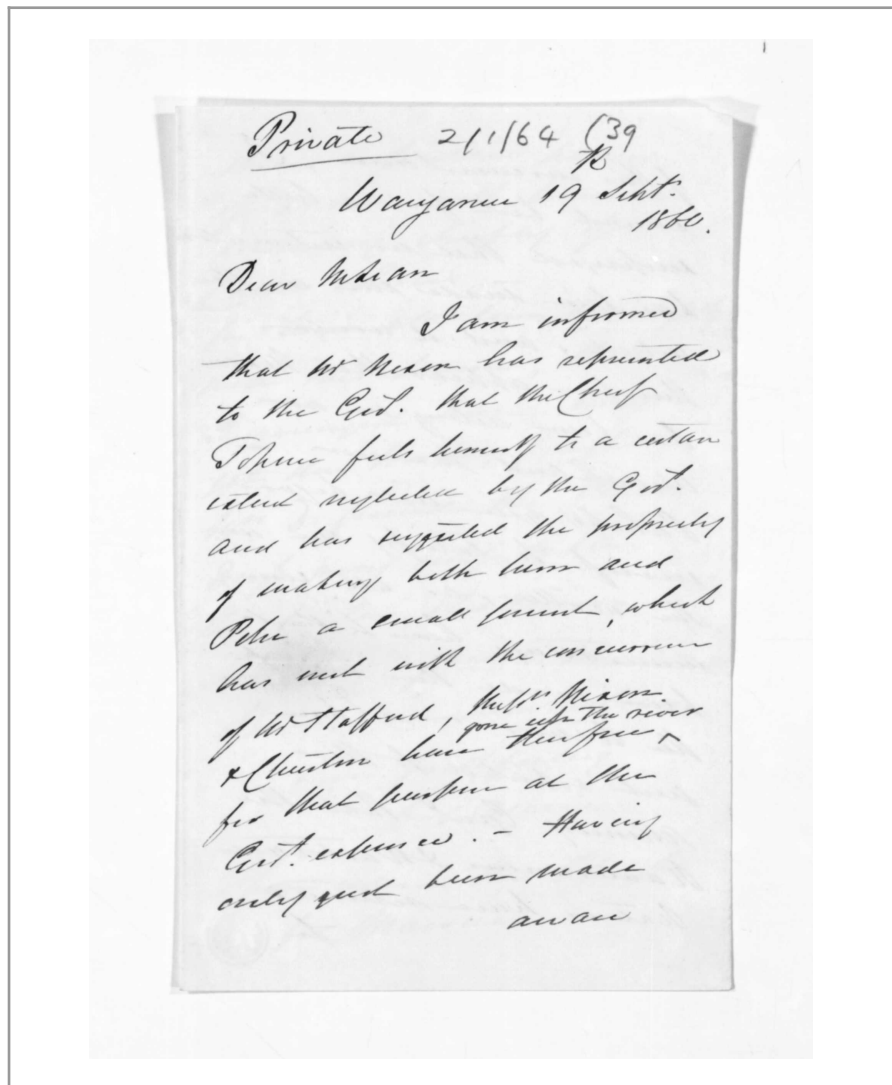 Private 2/1/64 (39
Wanganui 19 Sept.
1860.
Dear McLean
I am informed
that Mr Nixon has represented
to the Govt. that the Chief
Topine feels himself to a certain
extent neglected by the Govt.
and has suggested the propriety
of making both him and
Pehi a small present, which
has met with the concurrence
of Mr Stafford, Messrs Nixon
gone up the river
& have therefore ^
for that purpose at the
Govt. expense. - Having
only just been made
aware